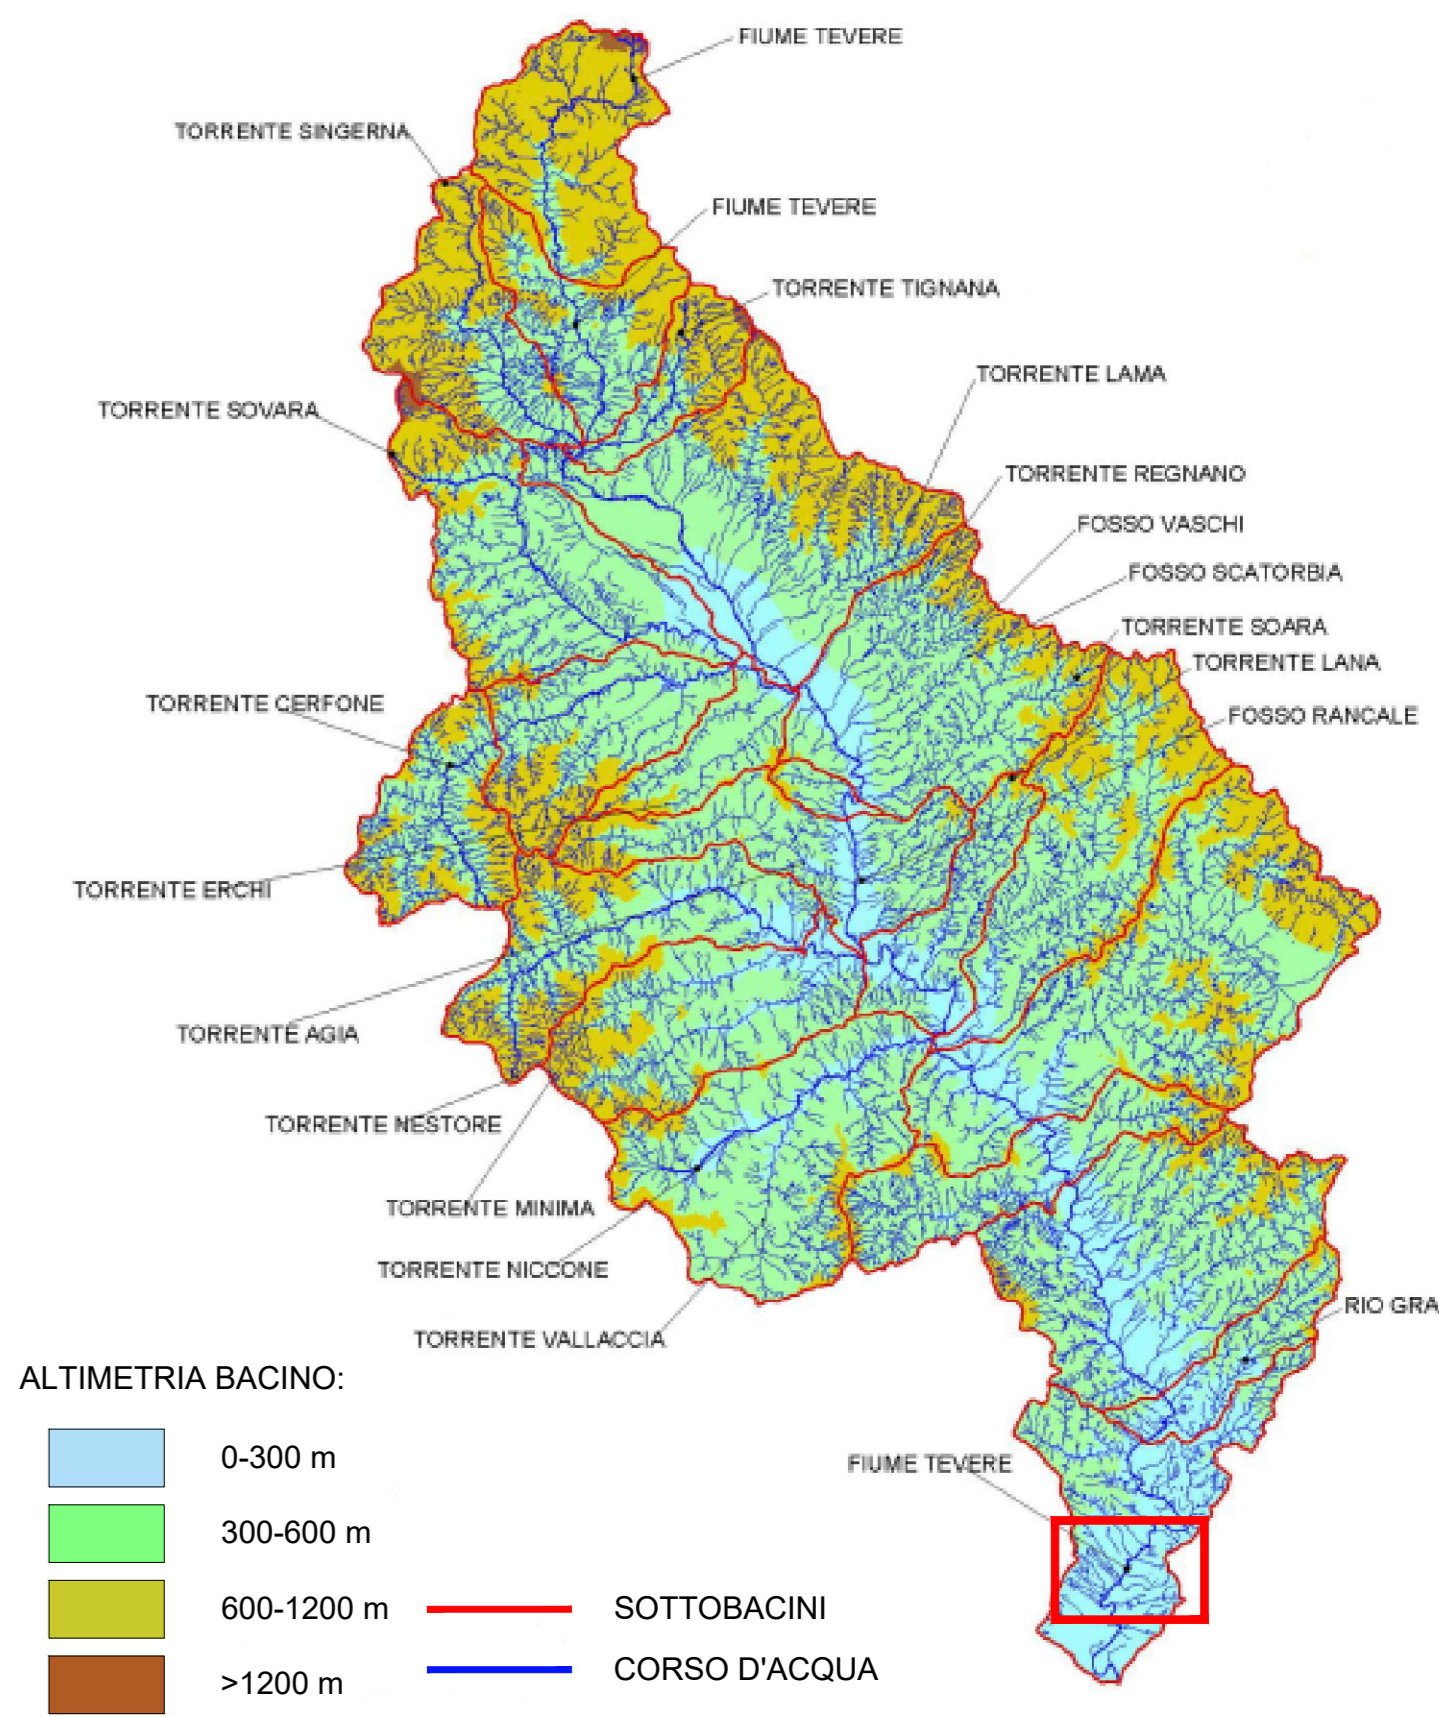 FIUME TEVERE
TORRENTE SINGERNA
FIUME TEVERE
TORRENTE TIGNANA
TORRENTE LAMA
TORRENTE SOVARA
TORRENTE REGNANO
FOSSO VASCHI
FOSSO SCATORBIA
TORRENTE SOARA
TORRENTE LANA
TORRENTE CERFONE
FOSSO RANCALE
TORRENTE ERCHI
TORRENTE AGIA
TORRENTE NESTORE
TORRENTE MINIMA
TORRENTE NICCONE
RIO GRA
TORRENTE VALLACCIA
ALTIMETRIA BACINO:
0-300 m
FIUME TEVERE
300-600 m
600-1200 m
SOTTOBACINI
>1200 m
CORSO D'ACQUA